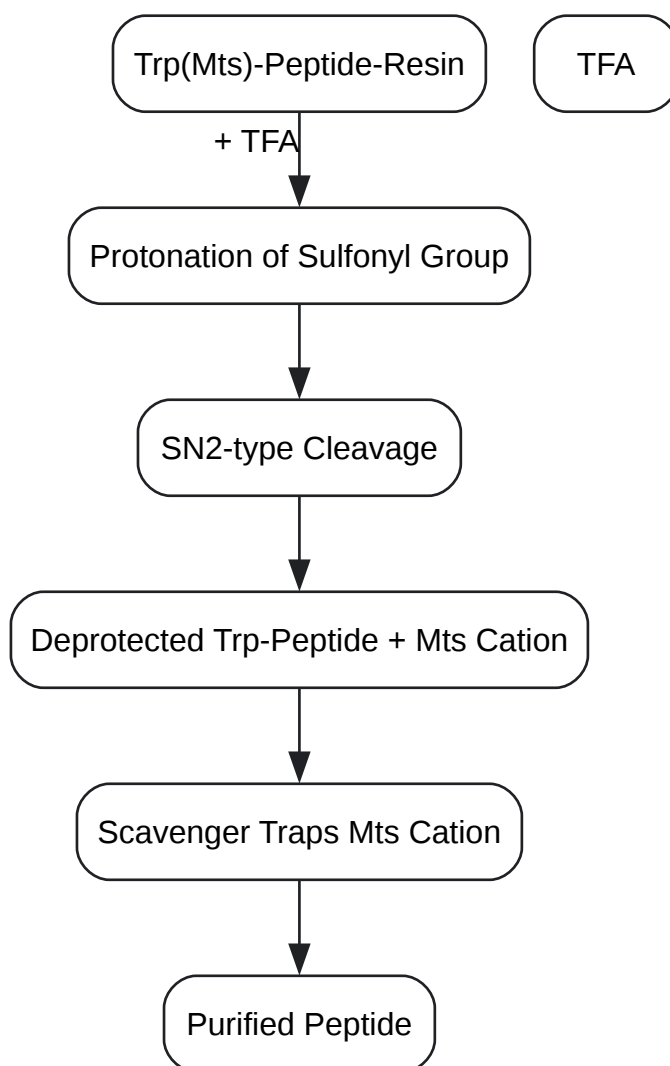 Trp(Mts)-Peptide-Resin
TFA
+ TFA
Protonation of Sulfonyl Group
SN2-type Cleavage
Deprotected Trp-Peptide + Mts Cation
Scavenger Traps Mts Cation
Purified Peptide